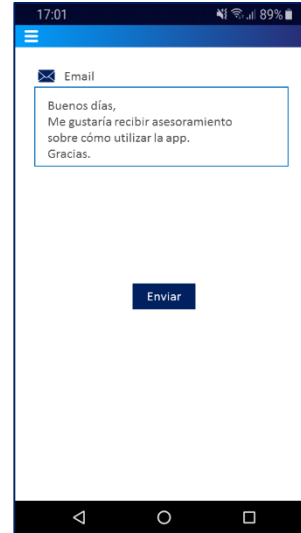 17:01 89%
Email
Buenos días,
Me gustaría recibir asesoramiento
sobre cómo utilizar la app.
Gracias.
Enviar